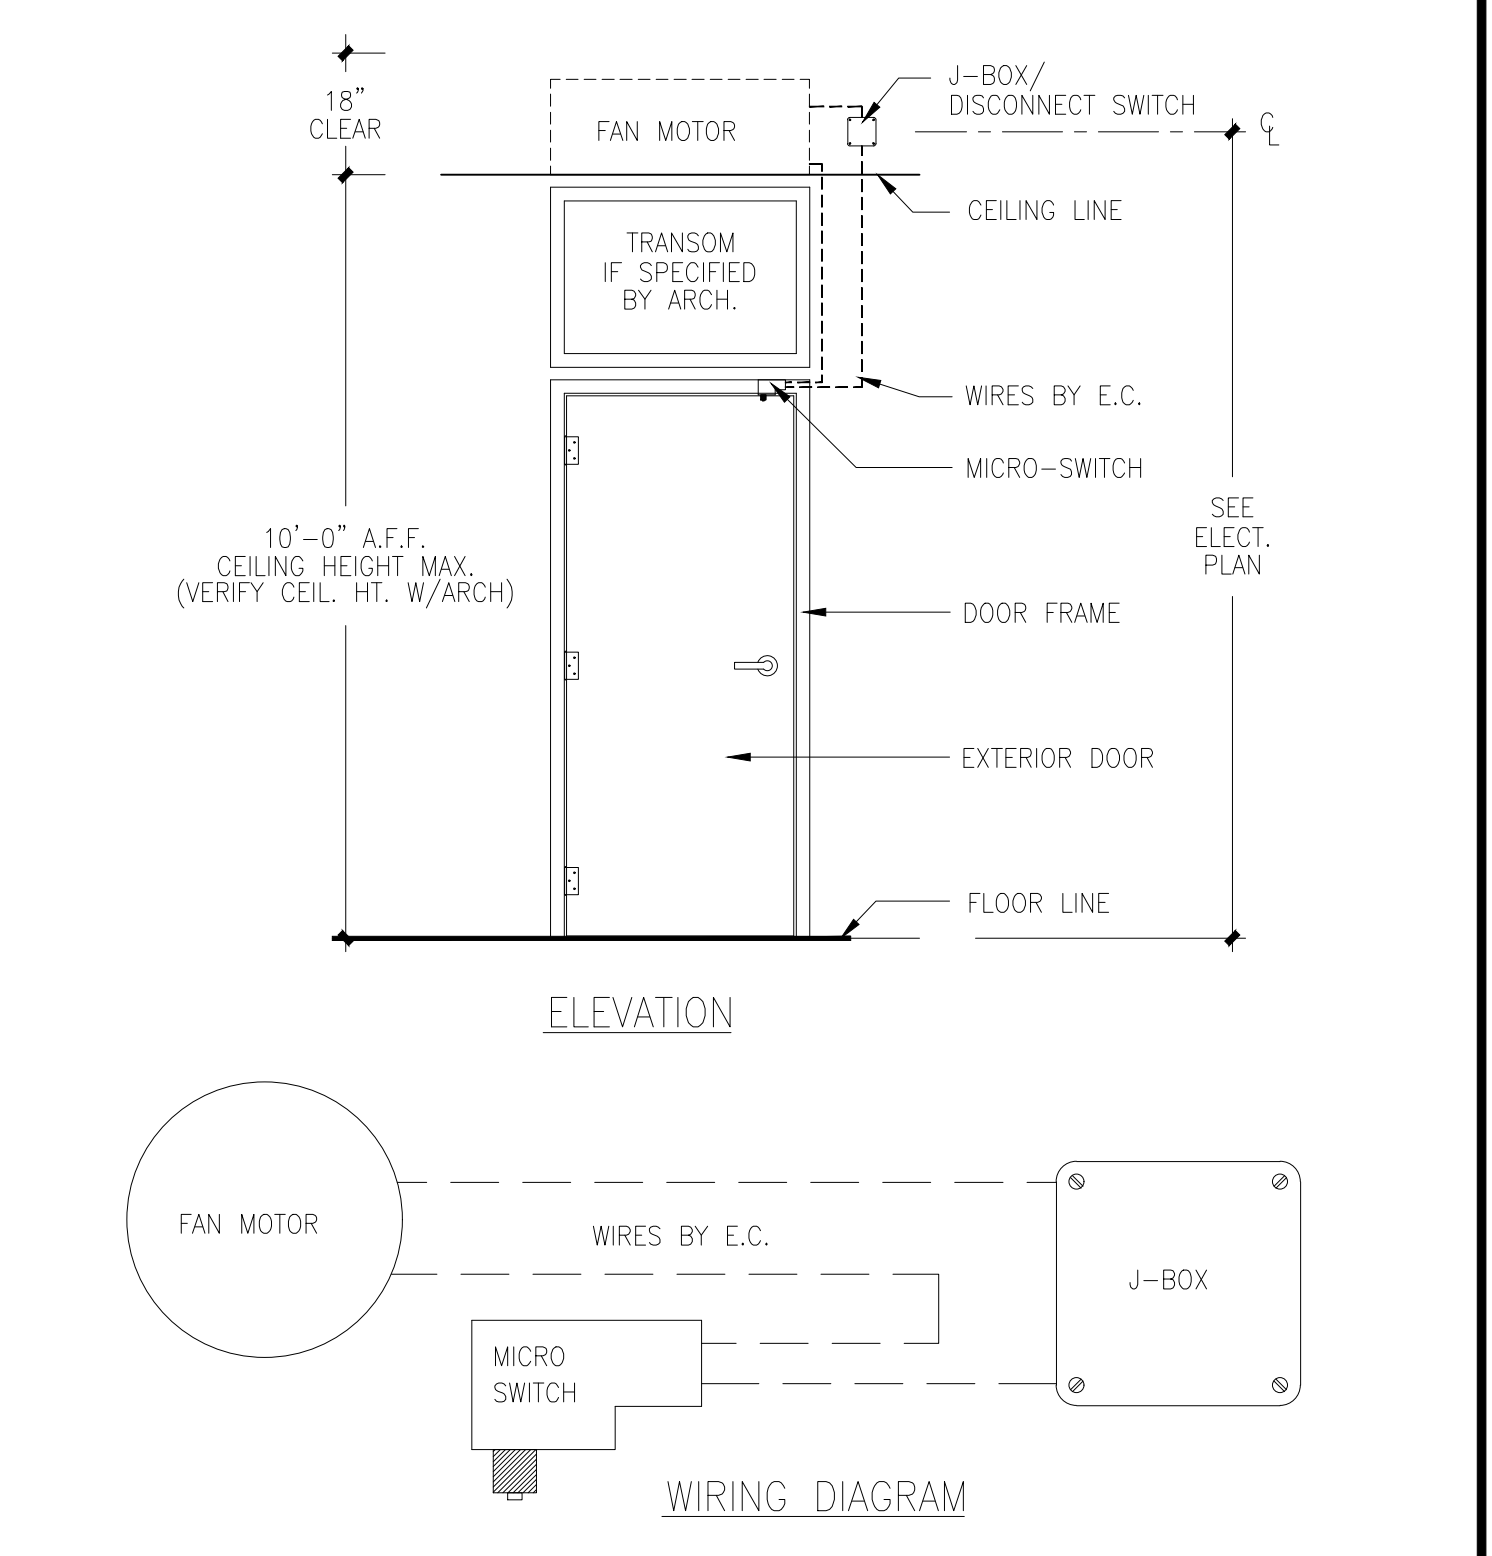 18"
CLEAR
FAN MOTOR
J-BOX/
DISCONNECT SWITCH
CL
CEILING LINE
TRANSOM
IF SPECIFIED
BY ARCH.
WIRES BY E.C.
MICRO-SWITCH
SEE
ELECT.
PLAN
10'-0" A.F.F.
CEILING HEIGHT MAX.
(VERIFY CEIL. HT. W/ARCH)
DOOR FRAME
EXTERIOR DOOR
FLOOR LINE
ELEVATION
FAN MOTOR
WIRES BY E.C.
J-BOX
MICRO
SWITCH
WIRING DIAGRAM